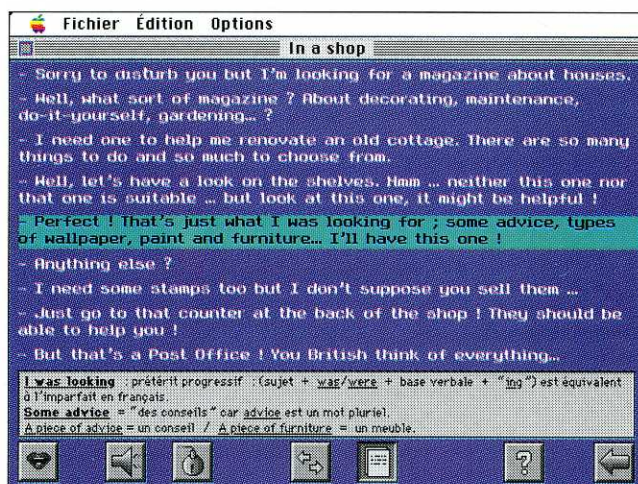 Fichier Édition Options
In a shop
- Sorry to disturb you but I'm looking for a magazine about houses.
- Well, what sort of magazine ? About decorating, maintenance,
do-it-yourself, gardening... ?
- I need one to help me renovate an old cottage. There are so many
things to do and so much to choose from.
- Well, let's have a look on the shelves. Hmm ... neither this one nor
that one is suitable ... but look at this one, it might be helpful !
- Perfect ! That's just what I was looking for ; some advice, types
of wallpaper, paint and furniture... I'll have this one !
- Anything else ?
- I need some stamps too but I don't suppose you sell them ...
- Just go to that counter at the back of the shop ! They should be
able to help you !
- But that's a Post Office ! You British think of everything...
I was looking : prétérit progressif : (sujet + was/were + base verbale + "ing") est équivalent
à l'imparfait en français.
Some advice = "des conseils" car advice est un mot pluriel.
A piece of advice = un conseil / A piece of furniture = un meuble.
?